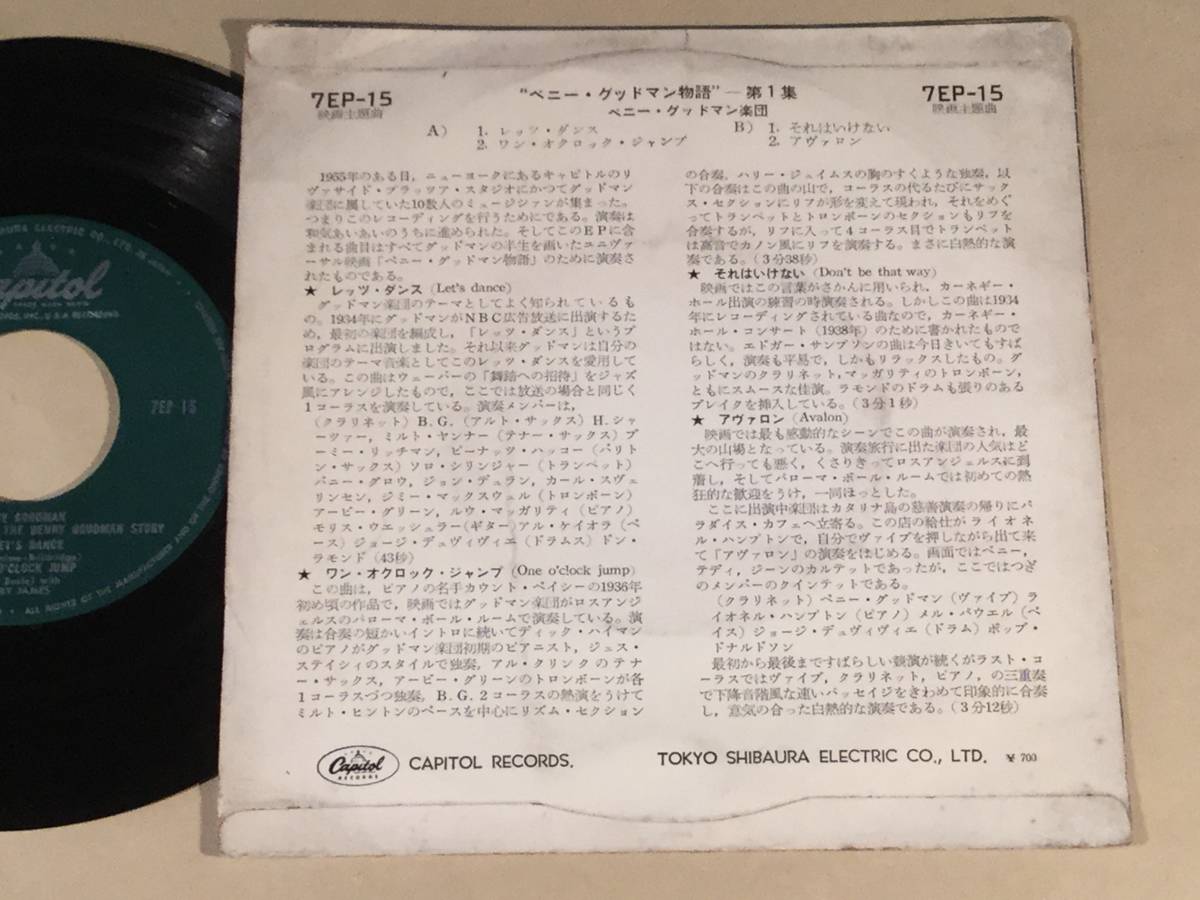 7EP-15
映画主題曲
"ベニー・グッドマン物語" — 第1集
ベニー・グッドマン楽団
7EP-15
映画主題曲
A) 1. レッツ・ダンス
2. ワン・オクロック・ジャンプ
B) 1. それはいけない
2. アヴァロン
1955年のある日，ニューヨークにあるキャピトルのリ
ヴァサイド・プラッツア・スタジオにかつてグッドマン
楽団に属していた10数人のミュージシァンが集まった。
つまりこのレコーディングを行うためにである。演奏は
和気あいあいのうちに進められた。そしてこのEPに含
まれる曲目はすべてグッドマンの半生を画いたユニヴァ
ーサル映画「ベニー・グッドマン物語」のために演奏さ
れたものである。
★ レッツ・ダンス (Let's dance)
グッドマン楽団のテーマとしてよく知られているも
の。1934年にグッドマンがNBC広告放送に出演するた
め，最初の楽団を編成し，「レッツ・ダンス」というプ
ログラムに出演しました。それ以来グッドマンは自分の
楽団のテーマ音楽としてこのレッツ・ダンスを愛用して
いる。この曲はウェーバーの「舞踏への招待」をジャズ
風にアレンジしたもので，ここでは放送の場合と同じく
1コーラスを演奏している。演奏メンバーは，
(クラリネット) B.G. (アルト・サックス) H.シャ
ーツァー，ミルト・ヤンナー (テナー・サックス) ブ
ーミー・リッチマン，ピーナッツ・ハッコー (バリト
ン・サックス) ソロ・シリンジャー (トランペット)
バニー・グロウ，ジョン・デュラン，カール・スヴェ
リンセン，ジミー・マックスウェル (トロンボーン)
アービー・グリーン，ルウ・マッガリティ (ピアノ)
モリス・ウエッシュラー (ギター) アル・ケイオラ (ベ
ース) ジョージ・デュヴィヴィエ (ドラムス) ドン・
ラモンド (43秒)
★ ワン・オクロック・ジャンプ (One o'clock jump)
この曲は，ピアノの名手カウント・ベイシーの1936年
初め頃の作品で，映画ではグッドマン楽団がロスアンジ
ェルスのパローマ・ボール・ルームで演奏している。演
奏は合奏の短かいイントロに続いてディック・ハイマン
のピアノがグッドマン楽団初期のピアニスト，ジェス・
ステイシィのスタイルで独奏，アル・クリンクのテナ
ー・サックス，アービー・グリーンのトロンボーンが各
1コーラスづつ独奏，B.G.2コーラスの熱演をうけて
ミルト・ヒントンのベースを中心にリズム・セクション
の合奏。ハリー・ジェイムスの胸のすくような独奏，以
下の合奏はこの曲の山で，コーラスの代るたびにサック
ス・セクションにリフが形を変えて現われ，それをめぐ
ってトランペットとトロンボーンのセクションもリフを
合奏するが，リフに入って4コーラス目でトランペット
は高音でカノン風にリフを演奏する。まさに白熱的な演
奏である。(3分38秒)
★ それはいけない (Don't be that way)
映画ではこの言葉がさかんに用いられ，カーネギー・
ホール出演の練習の時演奏される。しかしこの曲は1934
年にレコーディングされている曲なので，カーネギー・
ホール・コンサート (1938年) のために書かれたもので
はない。エドガー・サンプソンの曲は今日きいてもすば
らしく，演奏も平易で，しかもリラックスしたもの。グ
ッドマンのクラリネット，マッガリティのトロンボーン，
ともにスムースな佳演。ラモンドのドラムも張りのある
ブレイクを挿入している。(3分1秒)
★ アヴァロン (Avalon)
映画では最も感動的なシーンでこの曲が演奏され，最
大の山場となっている。演奏旅行に出た楽団の人気はど
こへ行っても悪く，くさりきってロスアンジェルスに到
着し，そしてパローマ・ボール・ルームでは初めての熱
狂的な歓迎をうけ，一同ほっとした。
ここに出演中楽団はカタリナ島の慈善演奏の帰りにパ
ラダイス・カフェへ立寄る。この店の給仕がライオネ
ル・ハンプトンで，自分でヴァイブを押しながら出て来
て「アヴァロン」の演奏をはじめる。画面ではベニー，
テディ，ジーンのカルテットであったが，ここではつぎ
のメンバーのクインテットである。
(クラリネット) ベニー・グッドマン (ヴァイブ) ラ
イオネル・ハンプトン (ピアノ) メル・パウエル (ベ
イス) ジョージ・デュヴィヴィエ (ドラム) ボッブ・
ドナルドソン
最初から最後まですばらしい競演が続くがラスト・コ
ーラスではヴァイブ，クラリネット，ピアノ，の三重奏
で下降音階風な速いパッセイジをきわめて印象的に合奏
し，意気の合った白熱的な演奏である。(3分12秒)
Capitol
RECORDS
CAPITOL RECORDS.
TOKYO SHIBAURA ELECTRIC CO., LTD. ¥ 700
Capitol
7EP-15
GOODMAN
THE BENNY GOODMAN STORY
LET'S DANCE
O'CLOCK JUMP
with
JAMES